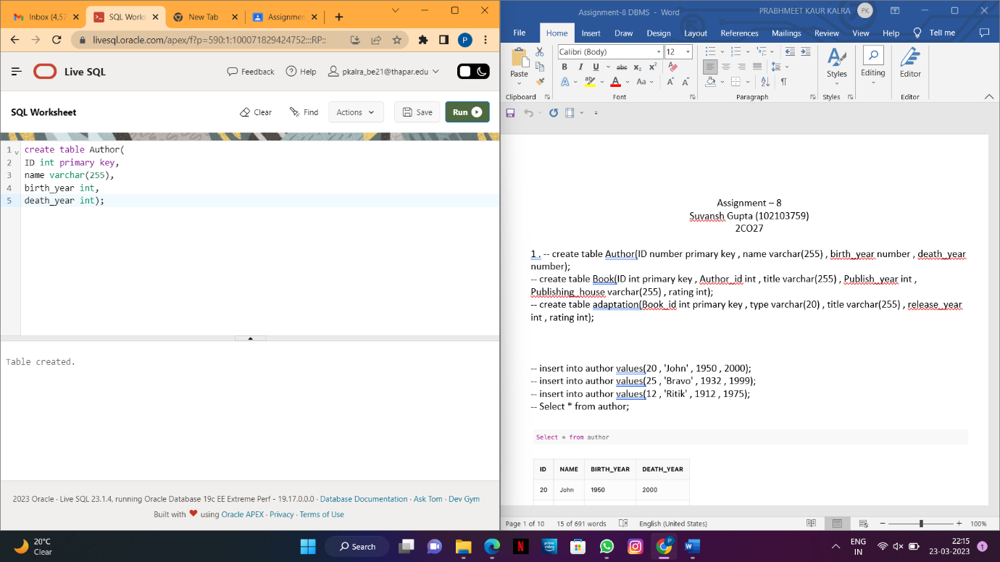 Inbox (4,57
SQL Works
New Tab
Assignmen
livesql.oracle.com/apex/f?p=590:1:100071829424752:::RP::
P
Live SQL
Feedback
Help
pkalra_be21@thapar.edu
SQL Worksheet
Clear
Find
Actions
Save
Run
1 create table Author(
2 ID int primary key,
3 name varchar(255),
4 birth_year int,
5 death_year int);
Table created.
2023 Oracle · Live SQL 23.1.4, running Oracle Database 19c EE Extreme Perf - 19.17.0.0.0 · Database Documentation · Ask Tom · Dev Gym
Built with ❤ using Oracle APEX · Privacy · Terms of Use
Assignment-8 DBMS - Word
PRABHMEET KAUR KALRA
PK
File Home Insert Draw Design Layout References Mailings Review View Help Tell me
Paste
Calibri (Body) 12
B I U abc x₂ x²
A A Aa A A
Styles
Editing
Editor
Clipboard Font Paragraph Styles Editor
Assignment – 8
Suvansh Gupta (102103759)
2CO27
1 . -- create table Author(ID number primary key , name varchar(255) , birth_year number , death_year
number);
-- create table Book(ID int primary key , Author_id int , title varchar(255) , Publish_year int ,
Publishing_house varchar(255) , rating int);
-- create table adaptation(Book_id int primary key , type varchar(20) , title varchar(255) , release_year
int , rating int);
-- insert into author values(20 , 'John' , 1950 , 2000);
-- insert into author values(25 , 'Bravo' , 1932 , 1999);
-- insert into author values(12 , 'Ritik' , 1912 , 1975);
-- Select * from author;
Select * from author
ID NAME BIRTH_YEAR DEATH_YEAR
20 John 1950 2000
Page 1 of 10 15 of 691 words English (United States) 100%
20°C
Clear
Search
prime video
N
W
P
ENG
IN
22:15
23-03-2023
1